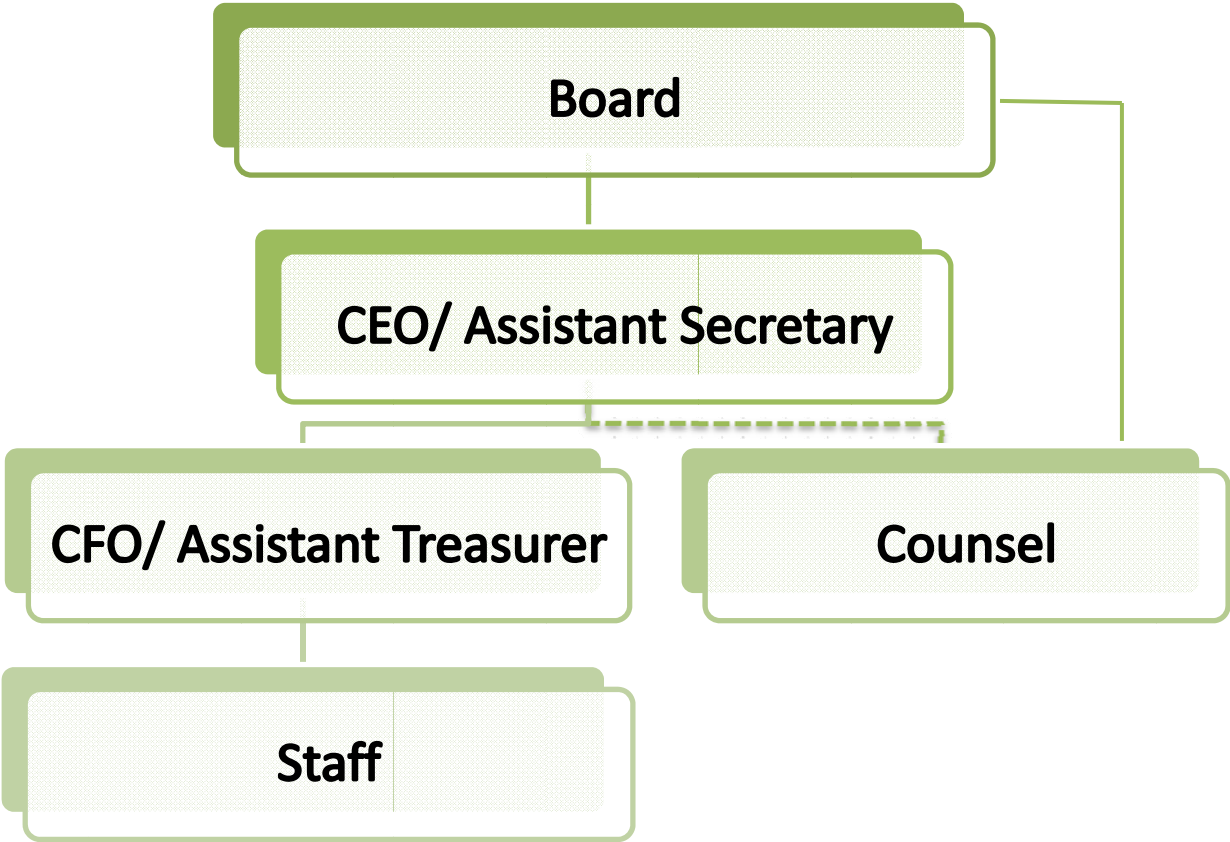 Board
CEO/ Assistant Secretary
CFO/ Assistant Treasurer
Counsel
Staff